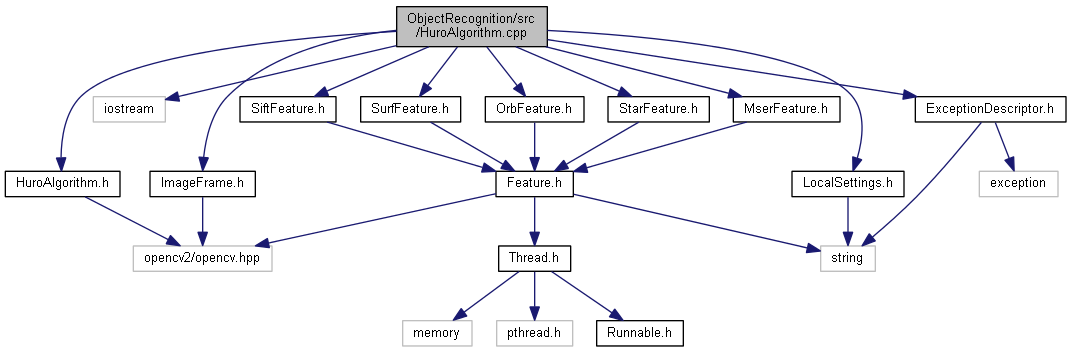 ObjectRecognition/src
/HuroAlgorithm.cpp
iostream
SiftFeature.h
SurfFeature.h
OrbFeature.h
StarFeature.h
MserFeature.h
ExceptionDescriptor.h
HuroAlgorithm.h
ImageFrame.h
Feature.h
LocalSettings.h
exception
opencv2/opencv.hpp
Thread.h
string
memory
pthread.h
Runnable.h